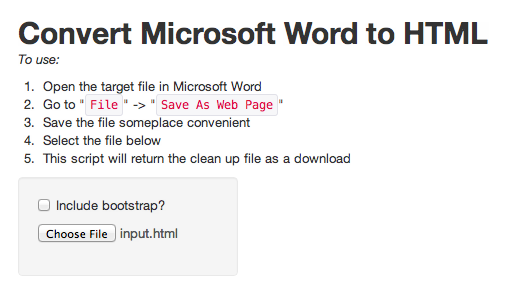 Convert Microsoft Word to HTML
To use:
1. Open the target file in Microsoft Word
2. Go to "File" -> "Save As Web Page"
3. Save the file someplace convenient
4. Select the file below
5. This script will return the clean up file as a download
Include bootstrap?
Choose File input.html